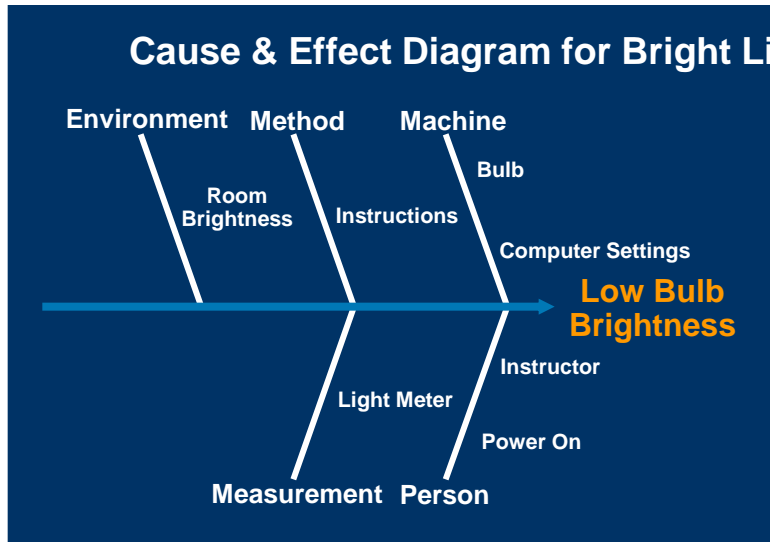 Cause & Effect Diagram for Bright Li
Environment Method Machine
Bulb
Room
Brightness
Instructions
Computer Settings
Low Bulb
Brightness
Instructor
Light Meter
Power On
Measurement Person